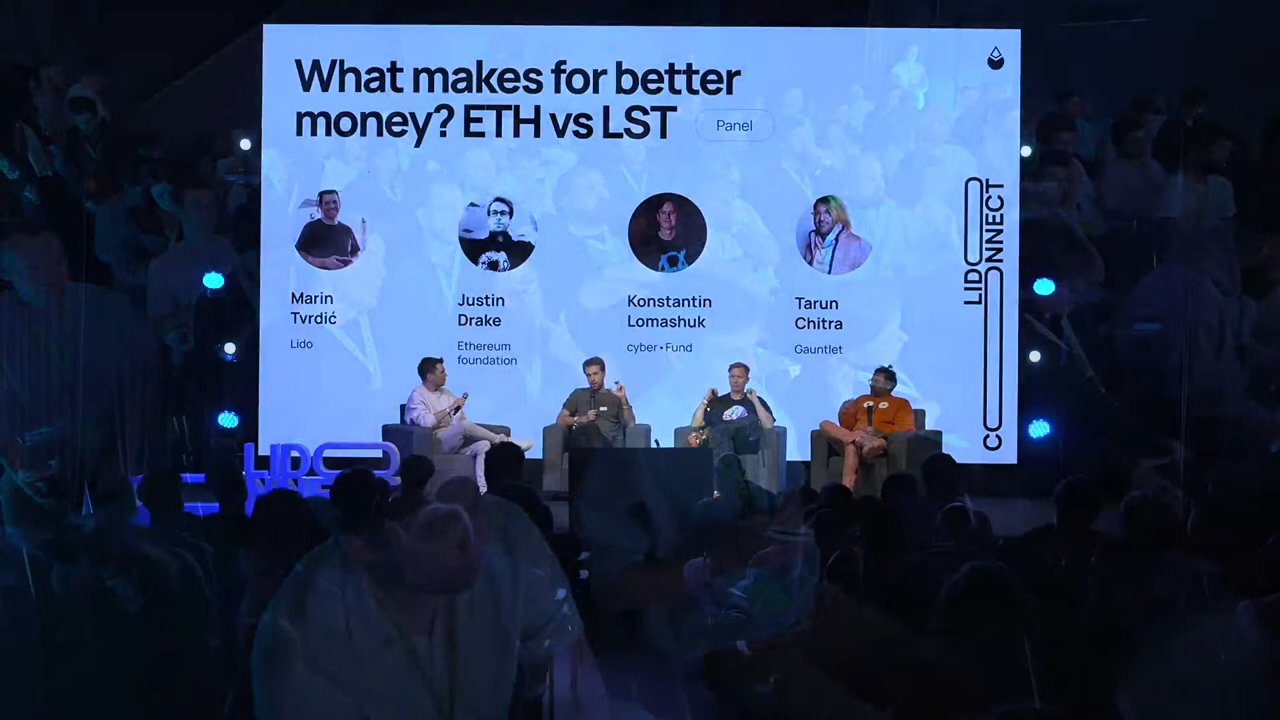 What makes for better
money? ETH vs LST
Panel
Marin
Tvrdić
Lido
Justin
Drake
Ethereum
foundation
Konstantin
Lomashuk
cyber•Fund
Tarun
Chitra
Gauntlet
LIDO
CONNECT
LIDO